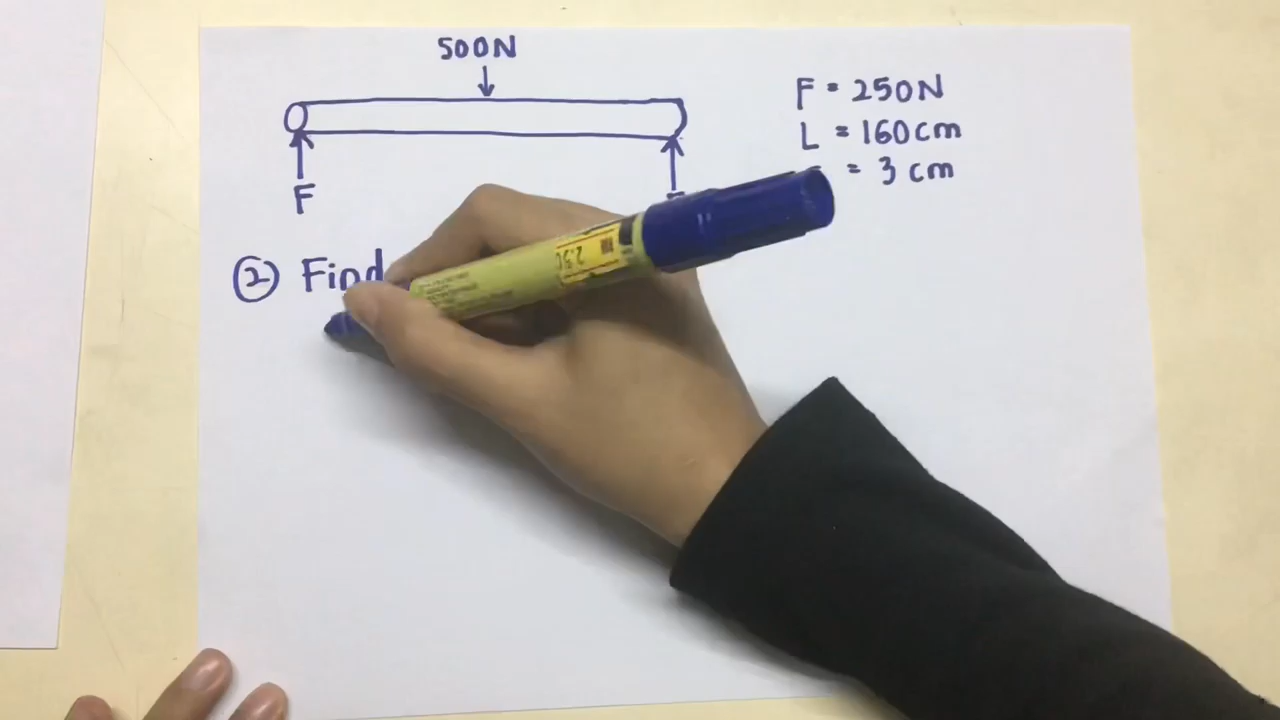 500N
F = 250N
L = 160cm
= 3 cm
F
② Find